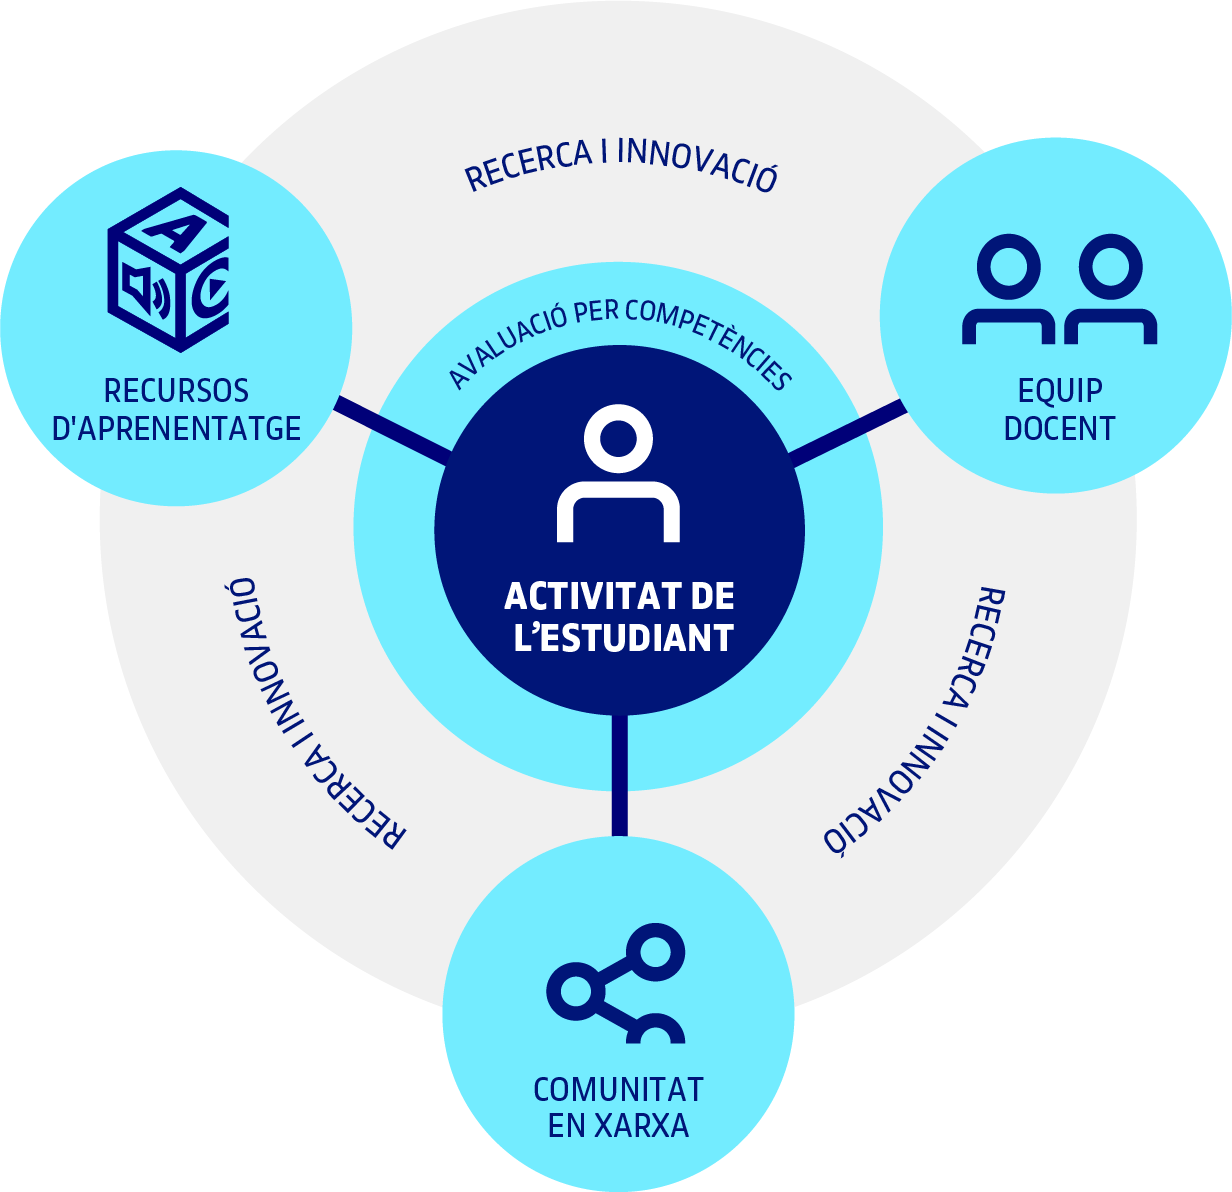 RECERCA I INNOVACIÓ
AVALUACIÓ PER COMPETÈNCIES
RECURSOS
D'APRENENTATGE
EQUIP
DOCENT
ACTIVITAT DE
L’ESTUDIANT
RECERCA I INNOVACIÓ
RECERCA I INNOVACIÓ
COMUNITAT
EN XARXA